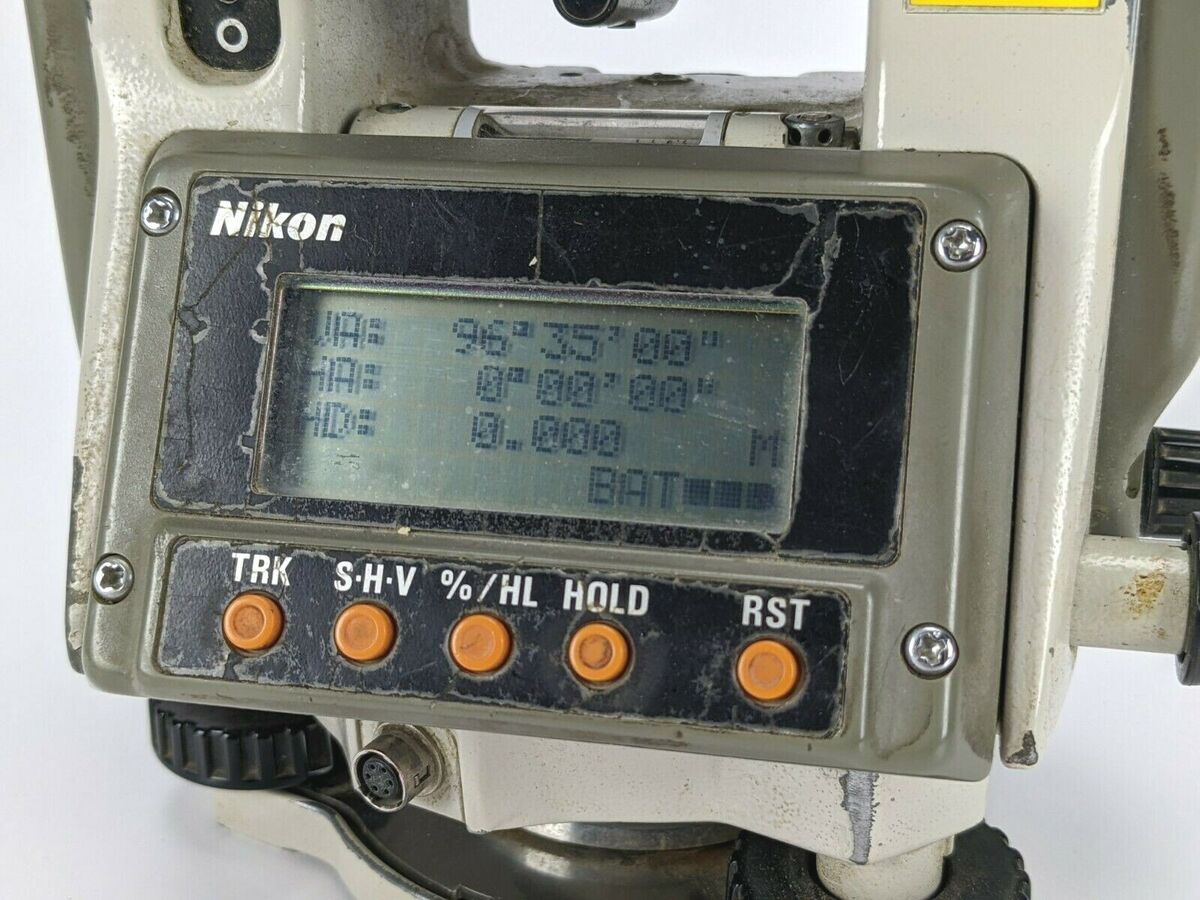 Nikon
VA: 96°35'00"
HA: 0°00'00"
HD: 0.000 M
BAT
TRK S·H·V %/HL HOLD RST